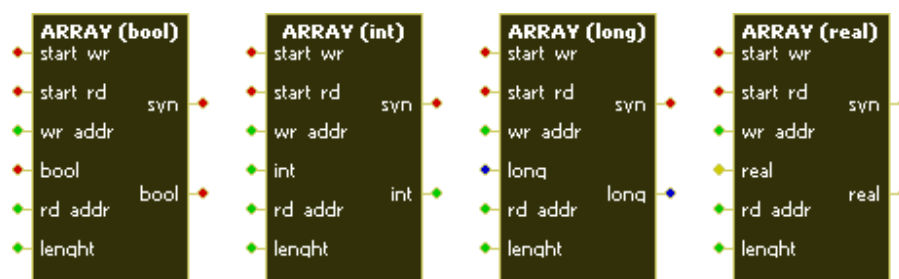 ARRAY (bool)
start wr
start rd
syn
wr addr
bool
bool
rd addr
lenght
ARRAY (int)
start wr
start rd
syn
wr addr
int
int
rd addr
lenght
ARRAY (long)
start wr
start rd
syn
wr addr
long
long
rd addr
lenght
ARRAY (real)
start wr
start rd
syn
wr addr
real
real
rd addr
lenght